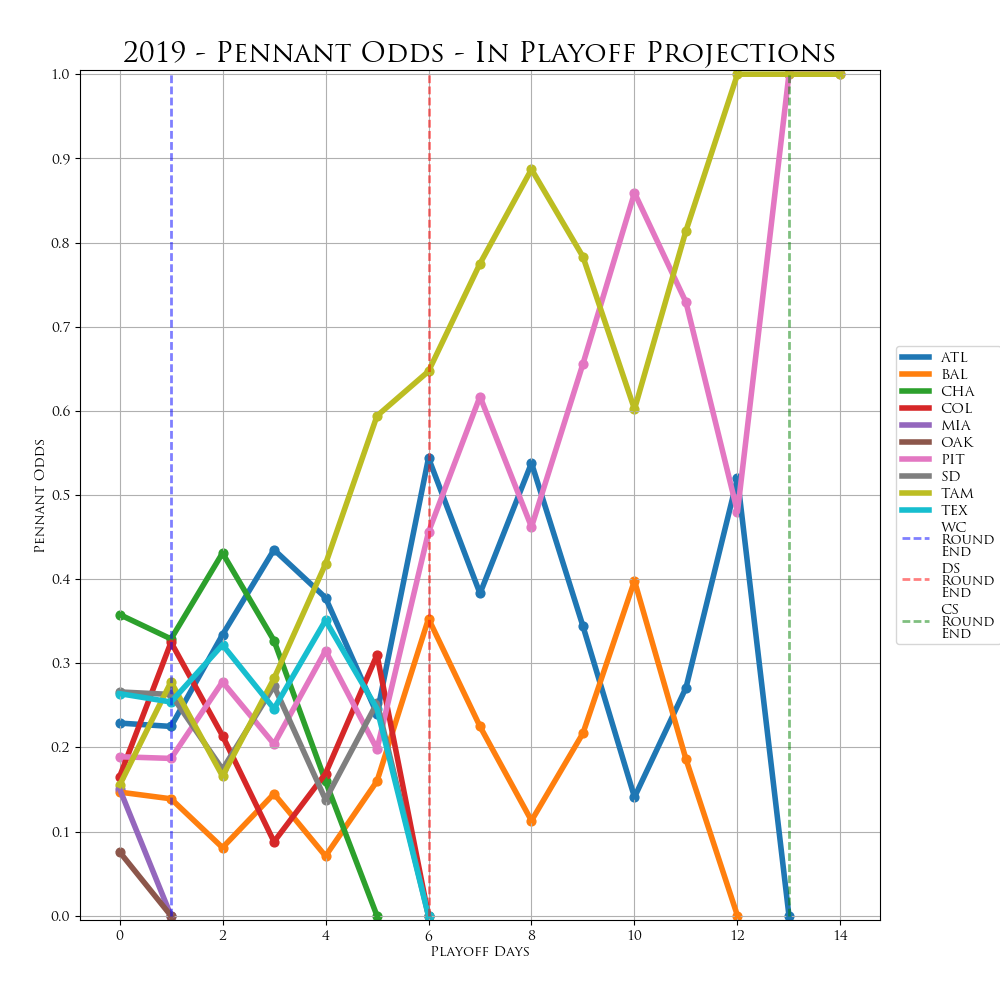 2019 - Pennant Odds - In Playoff Projections
1.0
0.9
0.8
0.7
0.6
0.5
0.4
0.3
0.2
0.1
0.0
Pennant Odds
0
2
4
6
8
10
12
14
Playoff Days
ATL
BAL
CHA
COL
MIA
OAK
PIT
SD
TAM
TEX
WC
Round
End
DS
Round
End
CS
Round
End